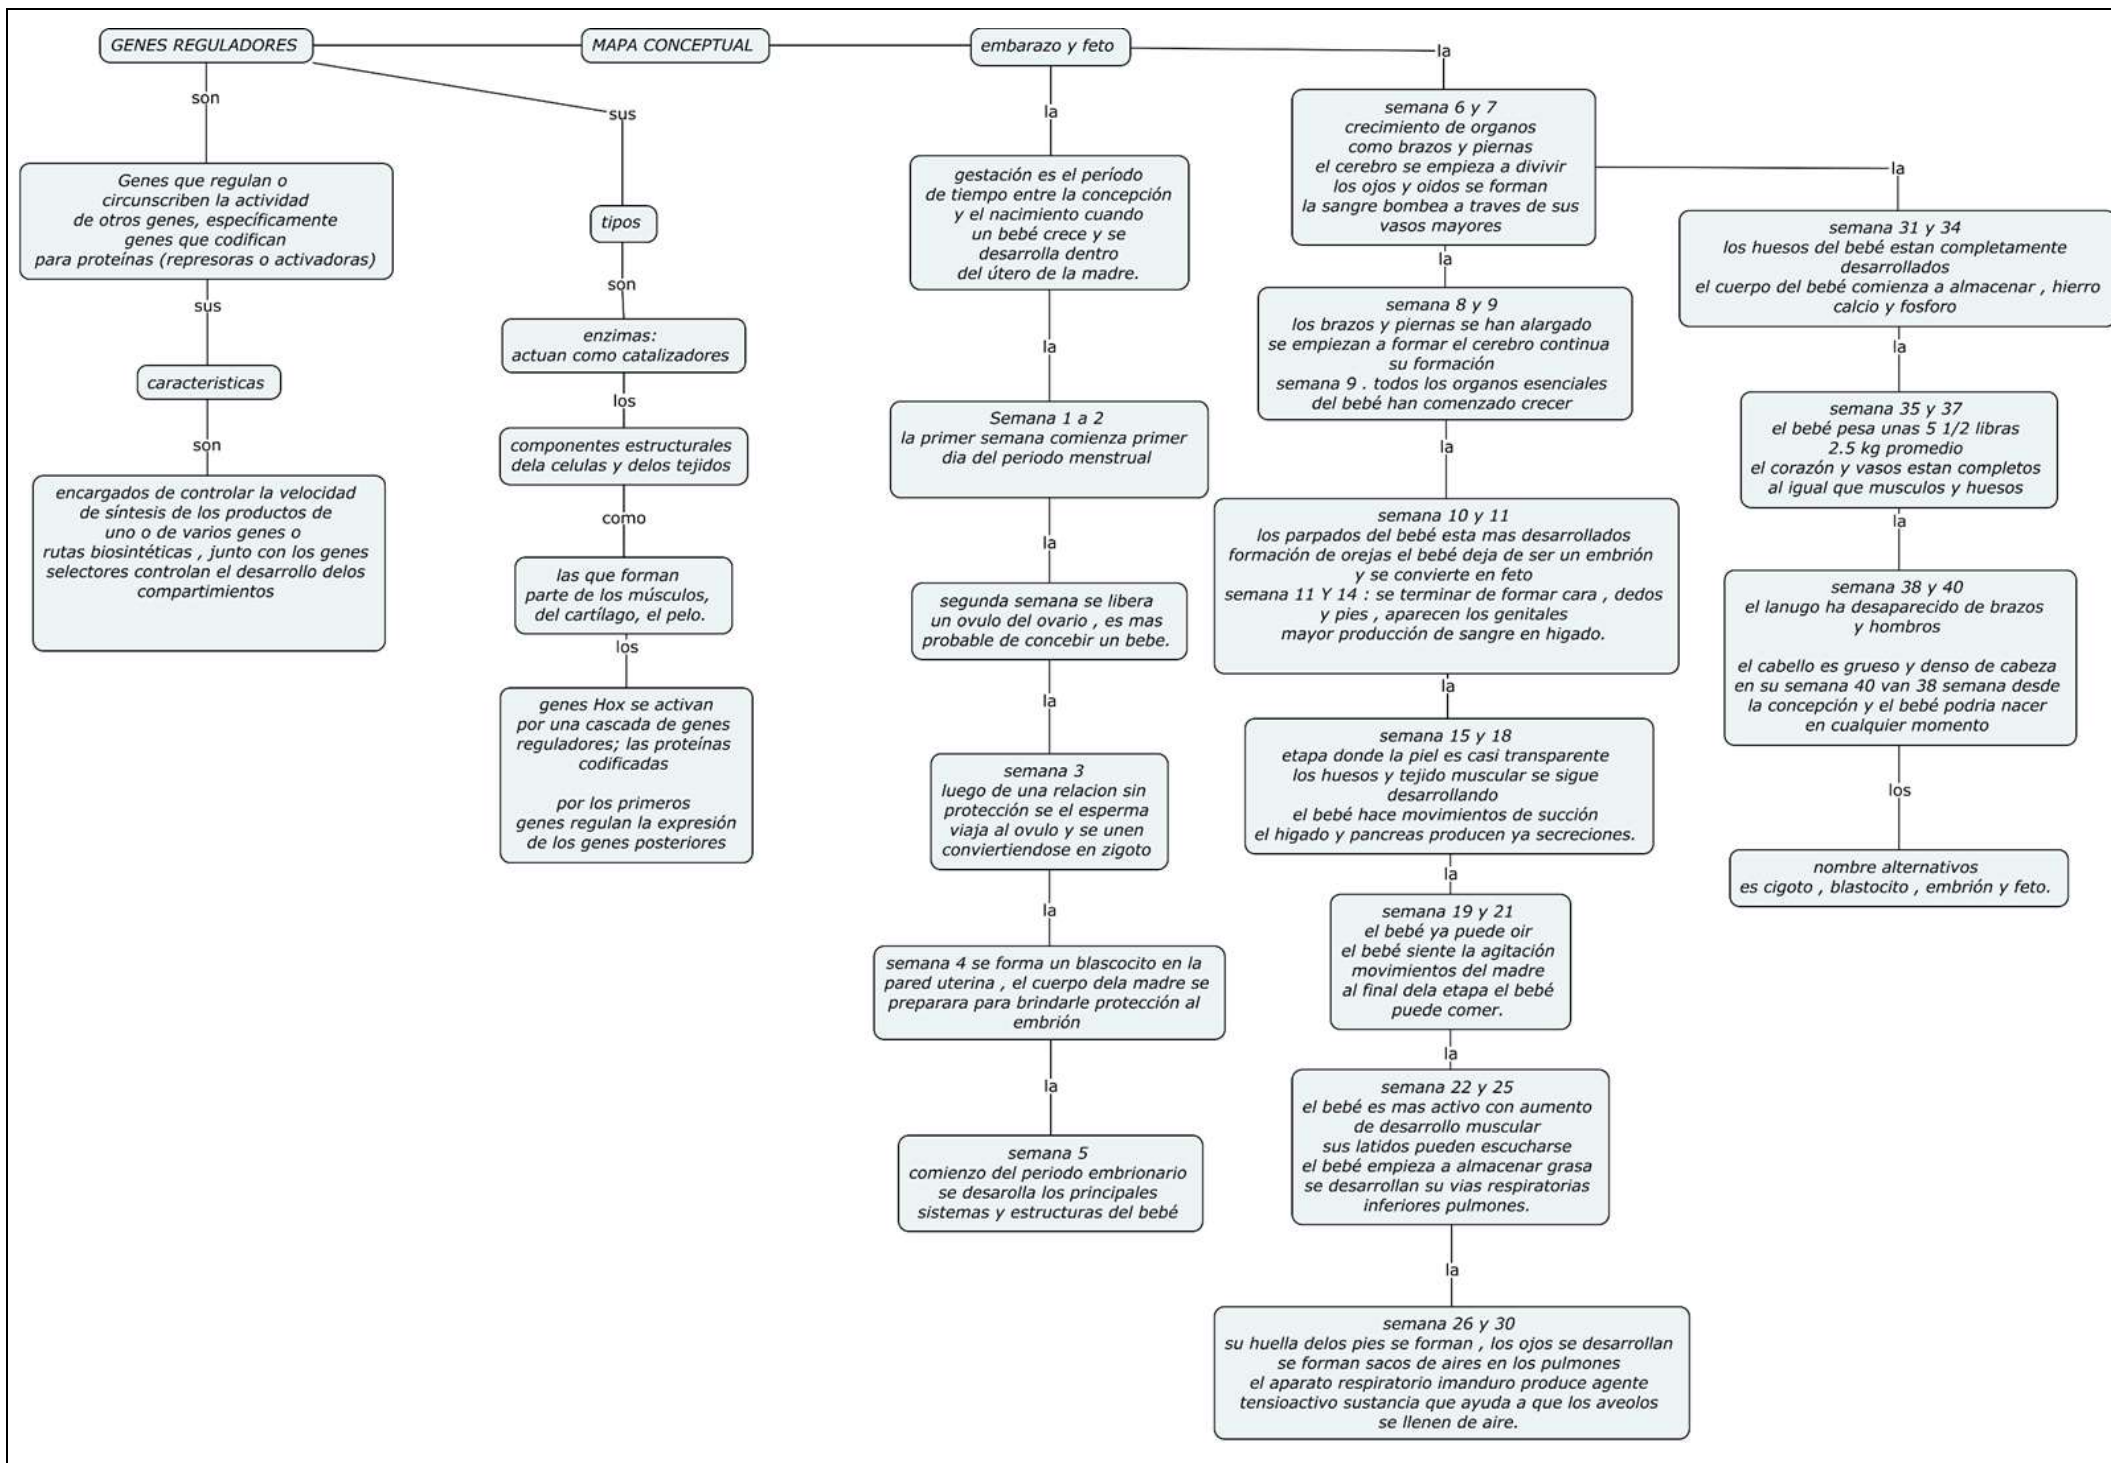 GENES REGULADORES
MAPA CONCEPTUAL
embarazo y feto
son
Genes que regulan o
circunscriben la actividad
de otros genes, específicamente
genes que codifican
para proteínas (represoras o activadoras)
sus
caracteristicas
son
encargados de controlar la velocidad
de síntesis de los productos de
uno o de varios genes o
rutas biosintéticas , junto con los genes
selectores controlan el desarrollo delos
compartimientos
sus
tipos
son
enzimas:
actuan como catalizadores
los
componentes estructurales
dela celulas y delos tejidos
como
las que forman
parte de los músculos,
del cartílago, el pelo.
los
genes Hox se activan
por una cascada de genes
reguladores; las proteínas
codificadas
por los primeros
genes regulan la expresión
de los genes posteriores
la
gestación es el período
de tiempo entre la concepción
y el nacimiento cuando
un bebé crece y se
desarrolla dentro
del útero de la madre.
la
Semana 1 a 2
la primer semana comienza primer
dia del periodo menstrual
la
segunda semana se libera
un ovulo del ovario , es mas
probable de concebir un bebe.
la
semana 3
luego de una relacion sin
protección se el esperma
viaja al ovulo y se unen
conviertiendose en zigoto
la
semana 4 se forma un blascocito en la
pared uterina , el cuerpo dela madre se
preparara para brindarle protección al
embrión
la
semana 5
comienzo del periodo embrionario
se desarolla los principales
sistemas y estructuras del bebé
la
semana 6 y 7
crecimiento de organos
como brazos y piernas
el cerebro se empieza a divivir
los ojos y oidos se forman
la sangre bombea a traves de sus
vasos mayores
la
semana 8 y 9
los brazos y piernas se han alargado
se empiezan a formar el cerebro continua
su formación
semana 9 . todos los organos esenciales
del bebé han comenzado crecer
la
semana 10 y 11
los parpados del bebé esta mas desarrollados
formación de orejas el bebé deja de ser un embrión
y se convierte en feto
semana 11 Y 14 : se terminar de formar cara , dedos
y pies , aparecen los genitales
mayor producción de sangre en higado.
la
semana 15 y 18
etapa donde la piel es casi transparente
los huesos y tejido muscular se sigue
desarrollando
el bebé hace movimientos de succión
el higado y pancreas producen ya secreciones.
la
semana 19 y 21
el bebé ya puede oir
el bebé siente la agitación
movimientos del madre
al final dela etapa el bebé
puede comer.
la
semana 22 y 25
el bebé es mas activo con aumento
de desarrollo muscular
sus latidos pueden escucharse
el bebé empieza a almacenar grasa
se desarrollan su vias respiratorias
inferiores pulmones.
la
semana 26 y 30
su huella delos pies se forman , los ojos se desarrollan
se forman sacos de aires en los pulmones
el aparato respiratorio imanduro produce agente
tensioactivo sustancia que ayuda a que los aveolos
se llenen de aire.
la
semana 31 y 34
los huesos del bebé estan completamente
desarrollados
el cuerpo del bebé comienza a almacenar , hierro
calcio y fosforo
la
semana 35 y 37
el bebé pesa unas 5 1/2 libras
2.5 kg promedio
el corazón y vasos estan completos
al igual que musculos y huesos
la
semana 38 y 40
el lanugo ha desaparecido de brazos
y hombros
el cabello es grueso y denso de cabeza
en su semana 40 van 38 semana desde
la concepción y el bebé podria nacer
en cualquier momento
los
nombre alternativos
es cigoto , blastocito , embrión y feto.